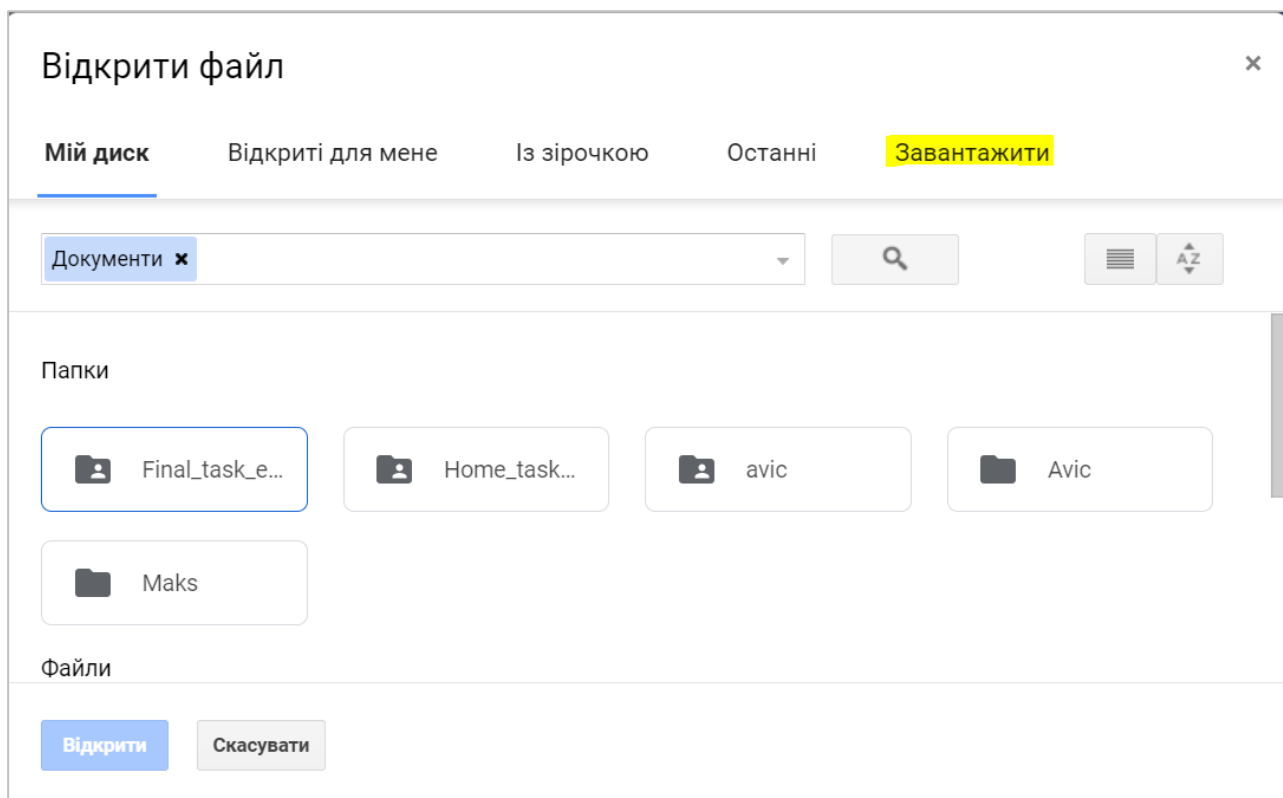 Відкрити файл
Мій диск Відкриті для мене Із зірочкою Останні Завантажити
Документи
AZ
Папки
Final_task_e... Home_task... avic Avic
Maks
Файли
Відкрити Скасувати